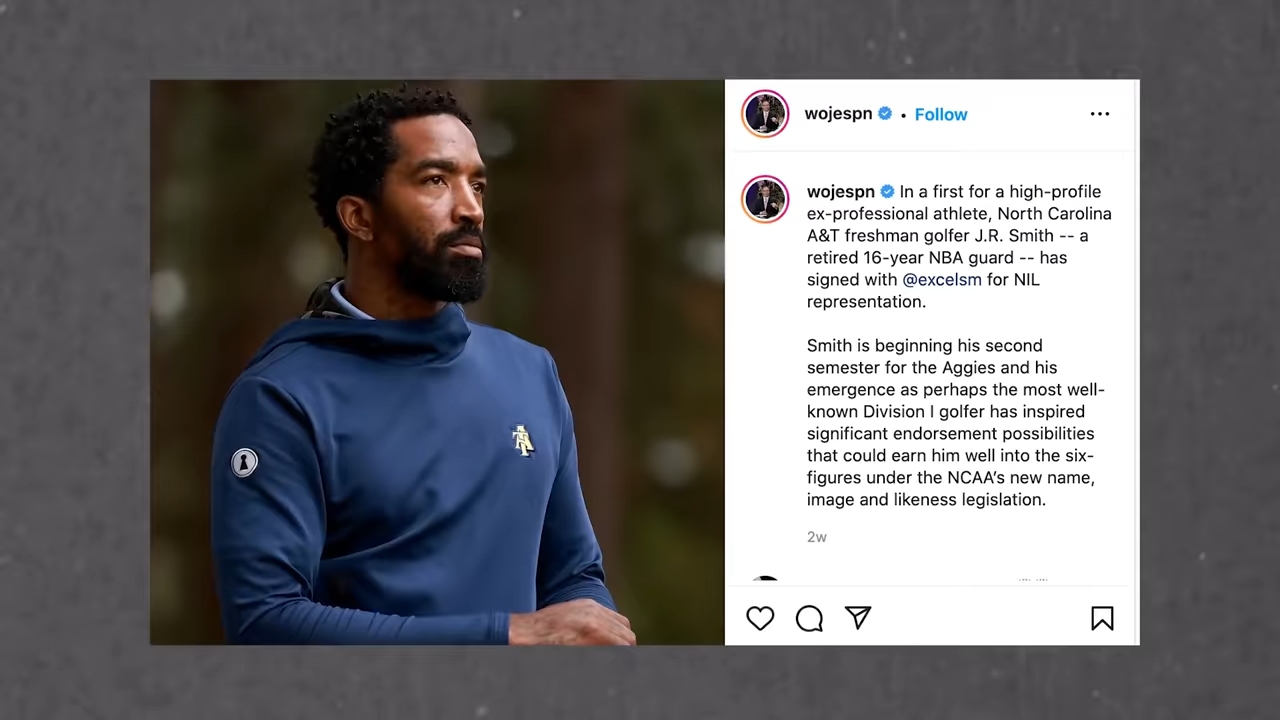 wojespn • Follow
wojespn In a first for a high-profile
ex-professional athlete, North Carolina
A&T freshman golfer J.R. Smith -- a
retired 16-year NBA guard -- has
signed with @excelsm for NIL
representation.
Smith is beginning his second
semester for the Aggies and his
emergence as perhaps the most well-
known Division I golfer has inspired
significant endorsement possibilities
that could earn him well into the six-
figures under the NCAA’s new name,
image and likeness legislation.
2w
A&T